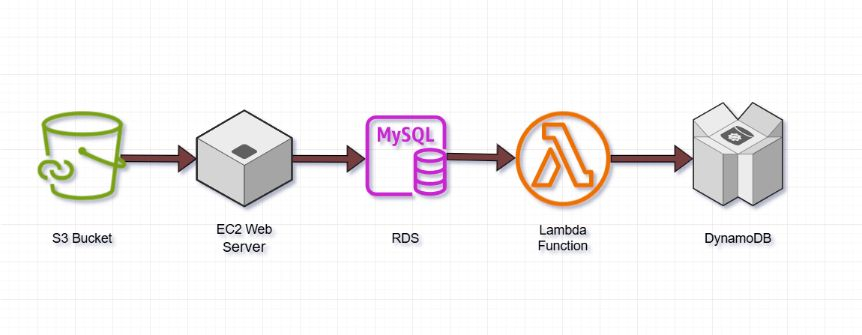 MySQL
S3 Bucket
EC2 Web
Server
RDS
Lambda
Function
DynamoDB